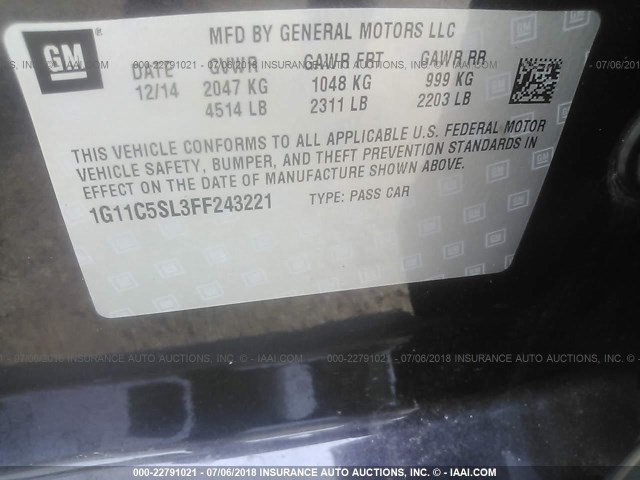 GM
MFD BY GENERAL MOTORS LLC
DATE GVWR GAWR FRT GAWR RR
12/14 2047 KG 1048 KG 999 KG
4514 LB 2311 LB 2203 LB
THIS VEHICLE CONFORMS TO ALL APPLICABLE U.S. FEDERAL MOTOR
VEHICLE SAFETY, BUMPER, AND THEFT PREVENTION STANDARDS IN
EFFECT ON THE DATE OF MANUFACTURE SHOWN ABOVE.
1G11C5SL3FF243221 TYPE: PASS CAR
000-22791021 - 07/06/2018 INSURANCE AUTO AUCTIONS, INC. - © IAAI.COM